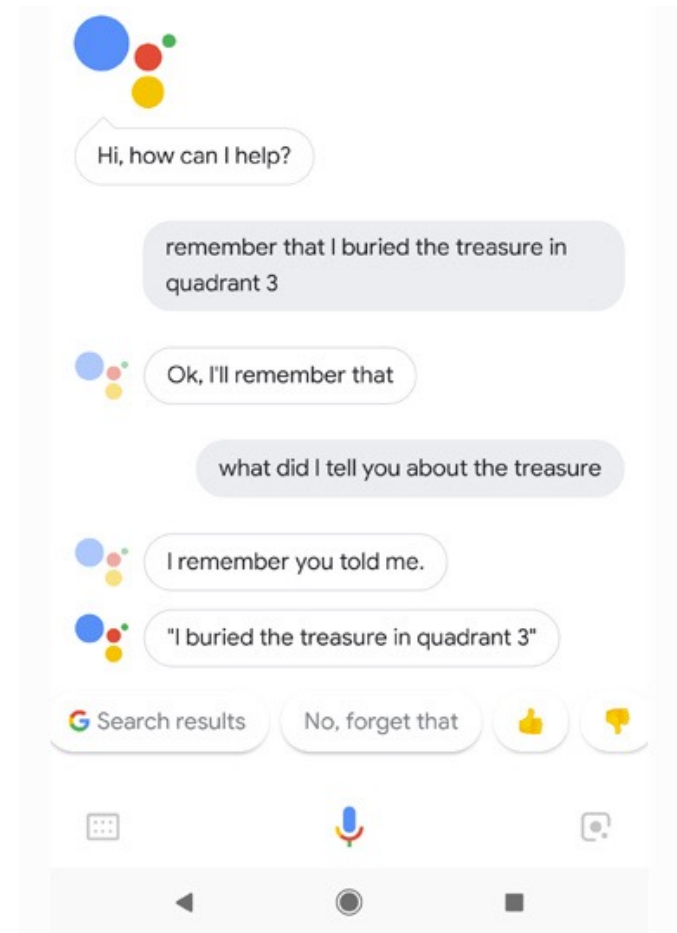 Hi, how can I help?
remember that I buried the treasure in
quadrant 3
Ok, I'll remember that
what did I tell you about the treasure
I remember you told me.
"I buried the treasure in quadrant 3"
G Search results
No, forget that